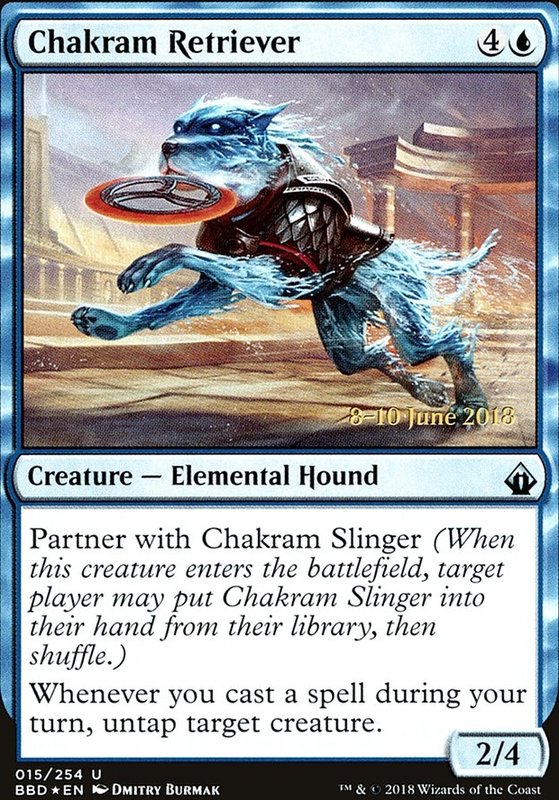 Chakram Retriever 4
8-10 June 2018
Creature — Elemental Hound
Partner with Chakram Slinger (When
this creature enters the battlefield, target
player may put Chakram Slinger into
their hand from their library, then
shuffle.)
Whenever you cast a spell during your
turn, untap target creature.
2/4
015/254 U
BBD ★ EN Dmitry Burmak
™ & © 2018 Wizards of the Coast